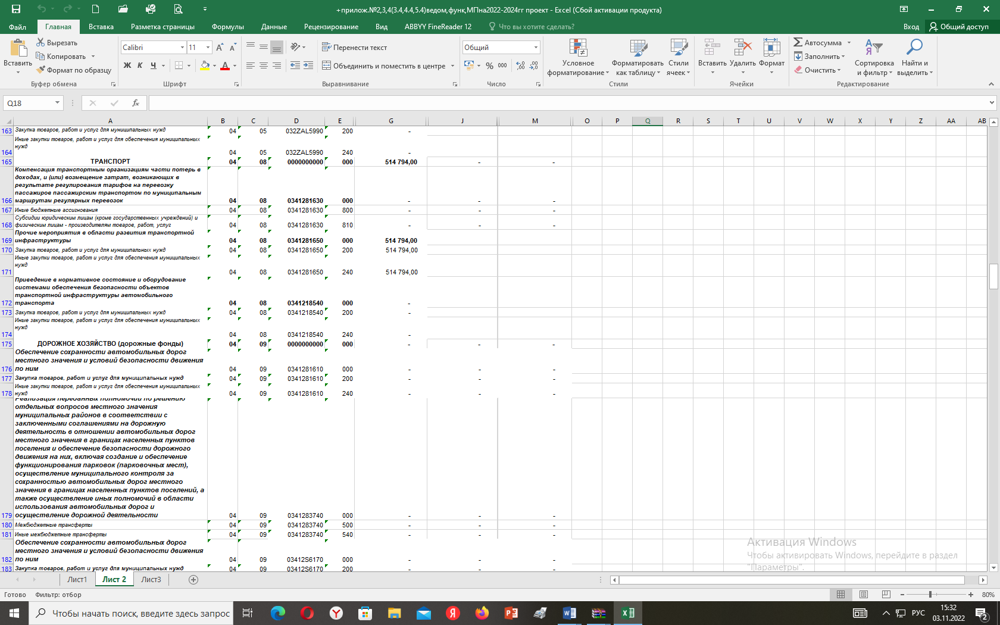 +прилож.№2,3,4(3.4,4.4,5.4)ведом,функ,МПна2022-2024гг проект - Excel (Сбой активации продукта)
Файл Главная Вставка Разметка страницы Формулы Данные Рецензирование Вид ABBYY FineReader 12 Что вы хотите сделать? Вход Общий доступ
Вставить
Вырезать
Копировать
Формат по образцу
Буфер обмена
Calibri 11
Ж К Ч А
Шрифт
Перенести текст
Объединить и поместить в центре
Выравнивание
Общий
% 000
Число
Условное форматирование
Форматировать как таблицу
Стили ячеек
Стили
Вставить Удалить Формат
Ячейки
Автосумма
Заполнить
Очистить
Сортировка и фильтр
Найти и выделить
Редактирование
Q18 fx
A B C D E G J M O P Q R S T U V W X Y Z AA AB
163 Закупка товаров, работ и услуг для муниципальных нужд 04 05 032ZAL5990 200 -
Иные закупки товаров, работ и услуг для обеспечения муниципальных
нужд
164 04 05 032ZAL5990 240 -
165 ТРАНСПОРТ 04 08 0000000000 000 514 794,00 - -
Компенсация транспортным организациям части потерь в
доходах, и (или) возмещение затрат, возникающих в
результате регулирования тарифов на перевозку
пассажиров пассажирским транспортом по муниципальным
166 маршрутам регулярных перевозок 04 08 0341281630 000 - - -
167 Иные бюджетные ассигнования 04 08 0341281630 800 - - -
Субсидии юридическим лицам (кроме государственных учреждений) и
168 физическим лицам - производителям товаров, работ, услуг 04 08 0341281630 810 - - -
Прочие мероприятия в области развития транспортной
169 инфраструктуры 04 08 0341281650 000 514 794,00
170 Закупка товаров, работ и услуг для муниципальных нужд 04 08 0341281650 200 514 794,00
Иные закупки товаров, работ и услуг для обеспечения муниципальных
нужд
171 04 08 0341281650 240 514 794,00
Приведение в нормативное состояние и оборудование
системами обеспечения безопасности объектов
транспортной инфраструктуры автомобильного
172 транспорта 04 08 0341218540 000 -
173 Закупка товаров, работ и услуг для муниципальных нужд 04 08 0341218540 200 -
Иные закупки товаров, работ и услуг для обеспечения муниципальных
нужд
174 04 08 0341218540 240 -
175 ДОРОЖНОЕ ХОЗЯЙСТВО (дорожные фонды) 04 09 0000000000 000 - - -
Обеспечение сохранности автомобильных дорог
местного значения и условий безопасности движения
176 по ним 04 09 0341281610 000 - - -
177 Закупка товаров, работ и услуг для муниципальных нужд 04 09 0341281610 200 - - -
Иные закупки товаров, работ и услуг для обеспечения муниципальных
178 нужд 04 09 0341281610 240 - - -
Реализация переданных полномочий по решению
отдельных вопросов местного значения
муниципальных районов в соответствии с
заключенными соглашениями на дорожную
деятельность в отношении автомобильных дорог
местного значения в границах населенных пунктов
поселения и обеспечение безопасности дорожного
движения на них, включая создание и обеспечение
функционирования парковок (парковочных мест),
осуществление муниципального контроля за
сохранностью автомобильных дорог местного
значения в границах населенных пунктов поселений, а
также осуществление иных полномочий в области
использования автомобильных дорог и
179 осуществление дорожной деятельности 04 09 0341283740 000 - - -
180 Межбюджетные трансферты 04 09 0341283740 500 - - -
181 Иные межбюджетные трансферты 04 09 0341283740 540 - - -
Обеспечение сохранности автомобильных дорог
местного значения и условий безопасности движения
182 по ним 04 09 03412S6170 000 - - -
183 Закупка товаров, работ и услуг для муниципальных нужд 04 09 03412S6170 200 - - -
Активация Windows
Чтобы активировать Windows, перейдите в раздел
"Параметры".
Лист1 Лист 2 Лист3
Готово Фильтр: отбор 80%
Чтобы начать поиск, введите здесь запрос
РУС 15:32
03.11.2022
2